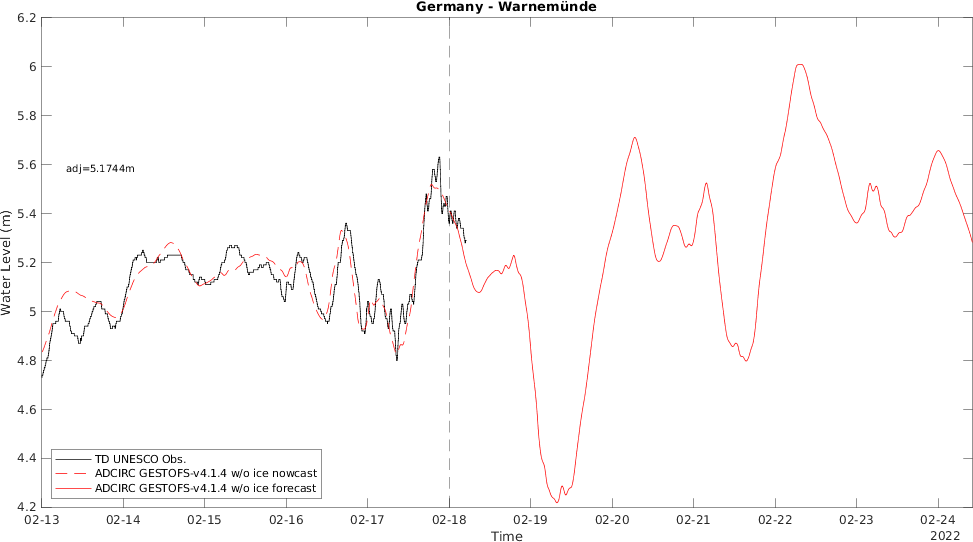 Germany - Warnemünde
6.2
6
5.8
5.6
5.4
5.2
5
4.8
4.6
4.4
4.2
Water Level (m)
adj=5.1744m
TD UNESCO Obs.
ADCIRC GESTOFS-v4.1.4 w/o ice nowcast
ADCIRC GESTOFS-v4.1.4 w/o ice forecast
02-13 02-14 02-15 02-16 02-17 02-18 02-19 02-20 02-21 02-22 02-23 02-24
Time
2022